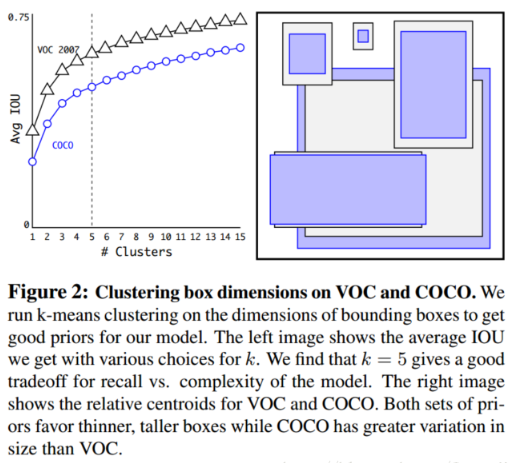 0.75
VOC 2007
COCO
Avg IOU
0
1 2 3 4 5 6 7 8 9 10 11 12 13 14 15
# Clusters
Figure 2: Clustering box dimensions on VOC and COCO. We
run k-means clustering on the dimensions of bounding boxes to get
good priors for our model. The left image shows the average IOU
we get with various choices for k. We find that k = 5 gives a good
tradeoff for recall vs. complexity of the model. The right image
shows the relative centroids for VOC and COCO. Both sets of pri-
ors favor thinner, taller boxes while COCO has greater variation in
size than VOC.